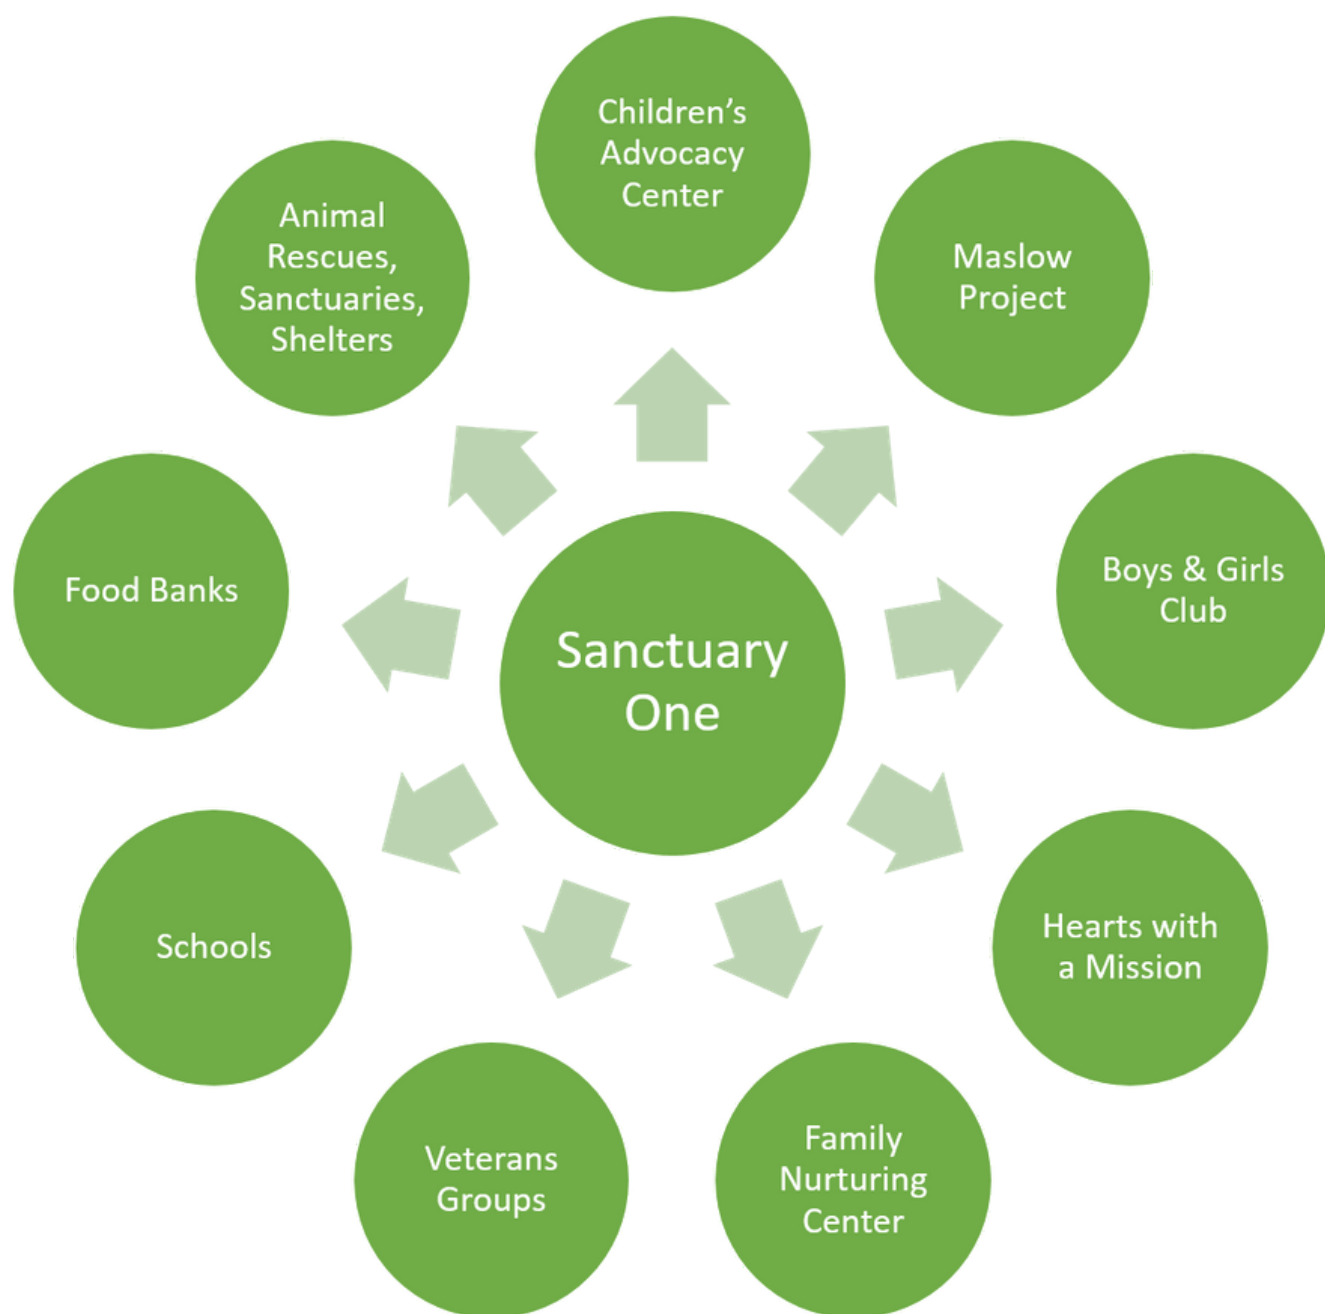 Children's
Advocacy
Center
Maslow
Project
Boys & Girls
Club
Hearts with
a Mission
Family
Nurturing
Center
Veterans
Groups
Schools
Food Banks
Animal
Rescues,
Sanctuaries,
Shelters
Sanctuary
One